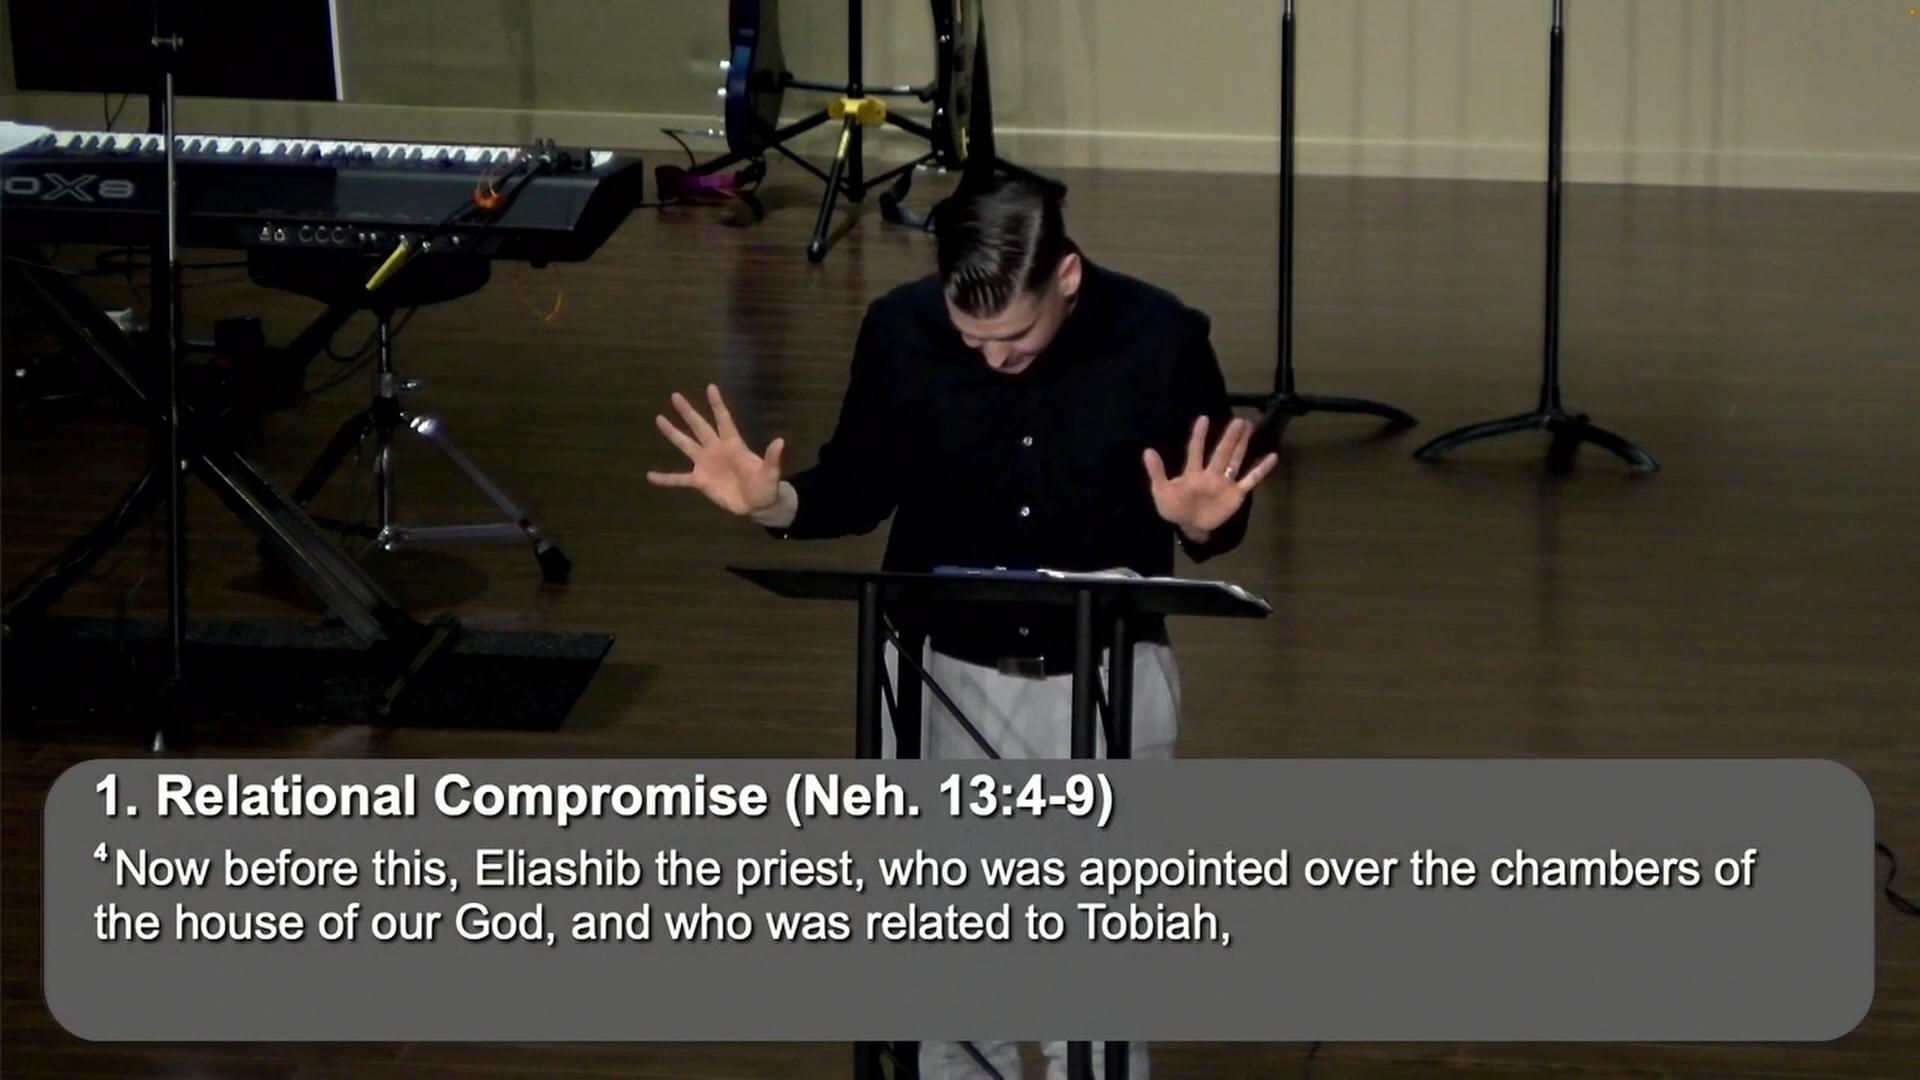 oX8
1. Relational Compromise (Neh. 13:4-9)
4 Now before this, Eliashib the priest, who was appointed over the chambers of
the house of our God, and who was related to Tobiah,